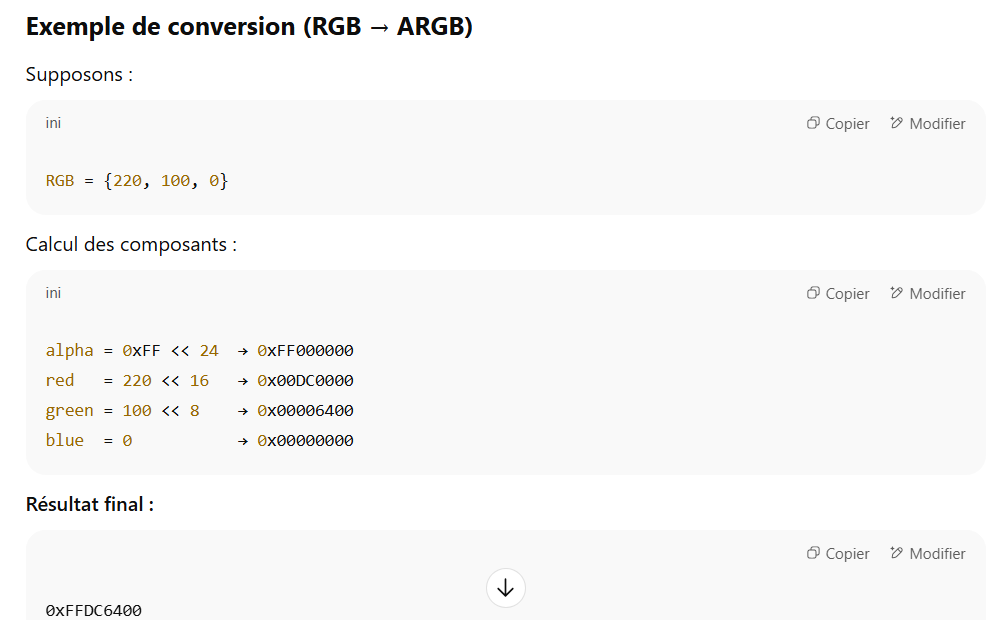 Exemple de conversion (RGB → ARGB)
Supposons :
ini Copier Modifier
RGB = {220, 100, 0}
Calcul des composants :
ini Copier Modifier
alpha = 0xFF << 24 → 0xFF000000
red = 220 << 16 → 0x00DC0000
green = 100 << 8 → 0x00006400
blue = 0 → 0x00000000
Résultat final :
Copier Modifier
0xFFDC6400